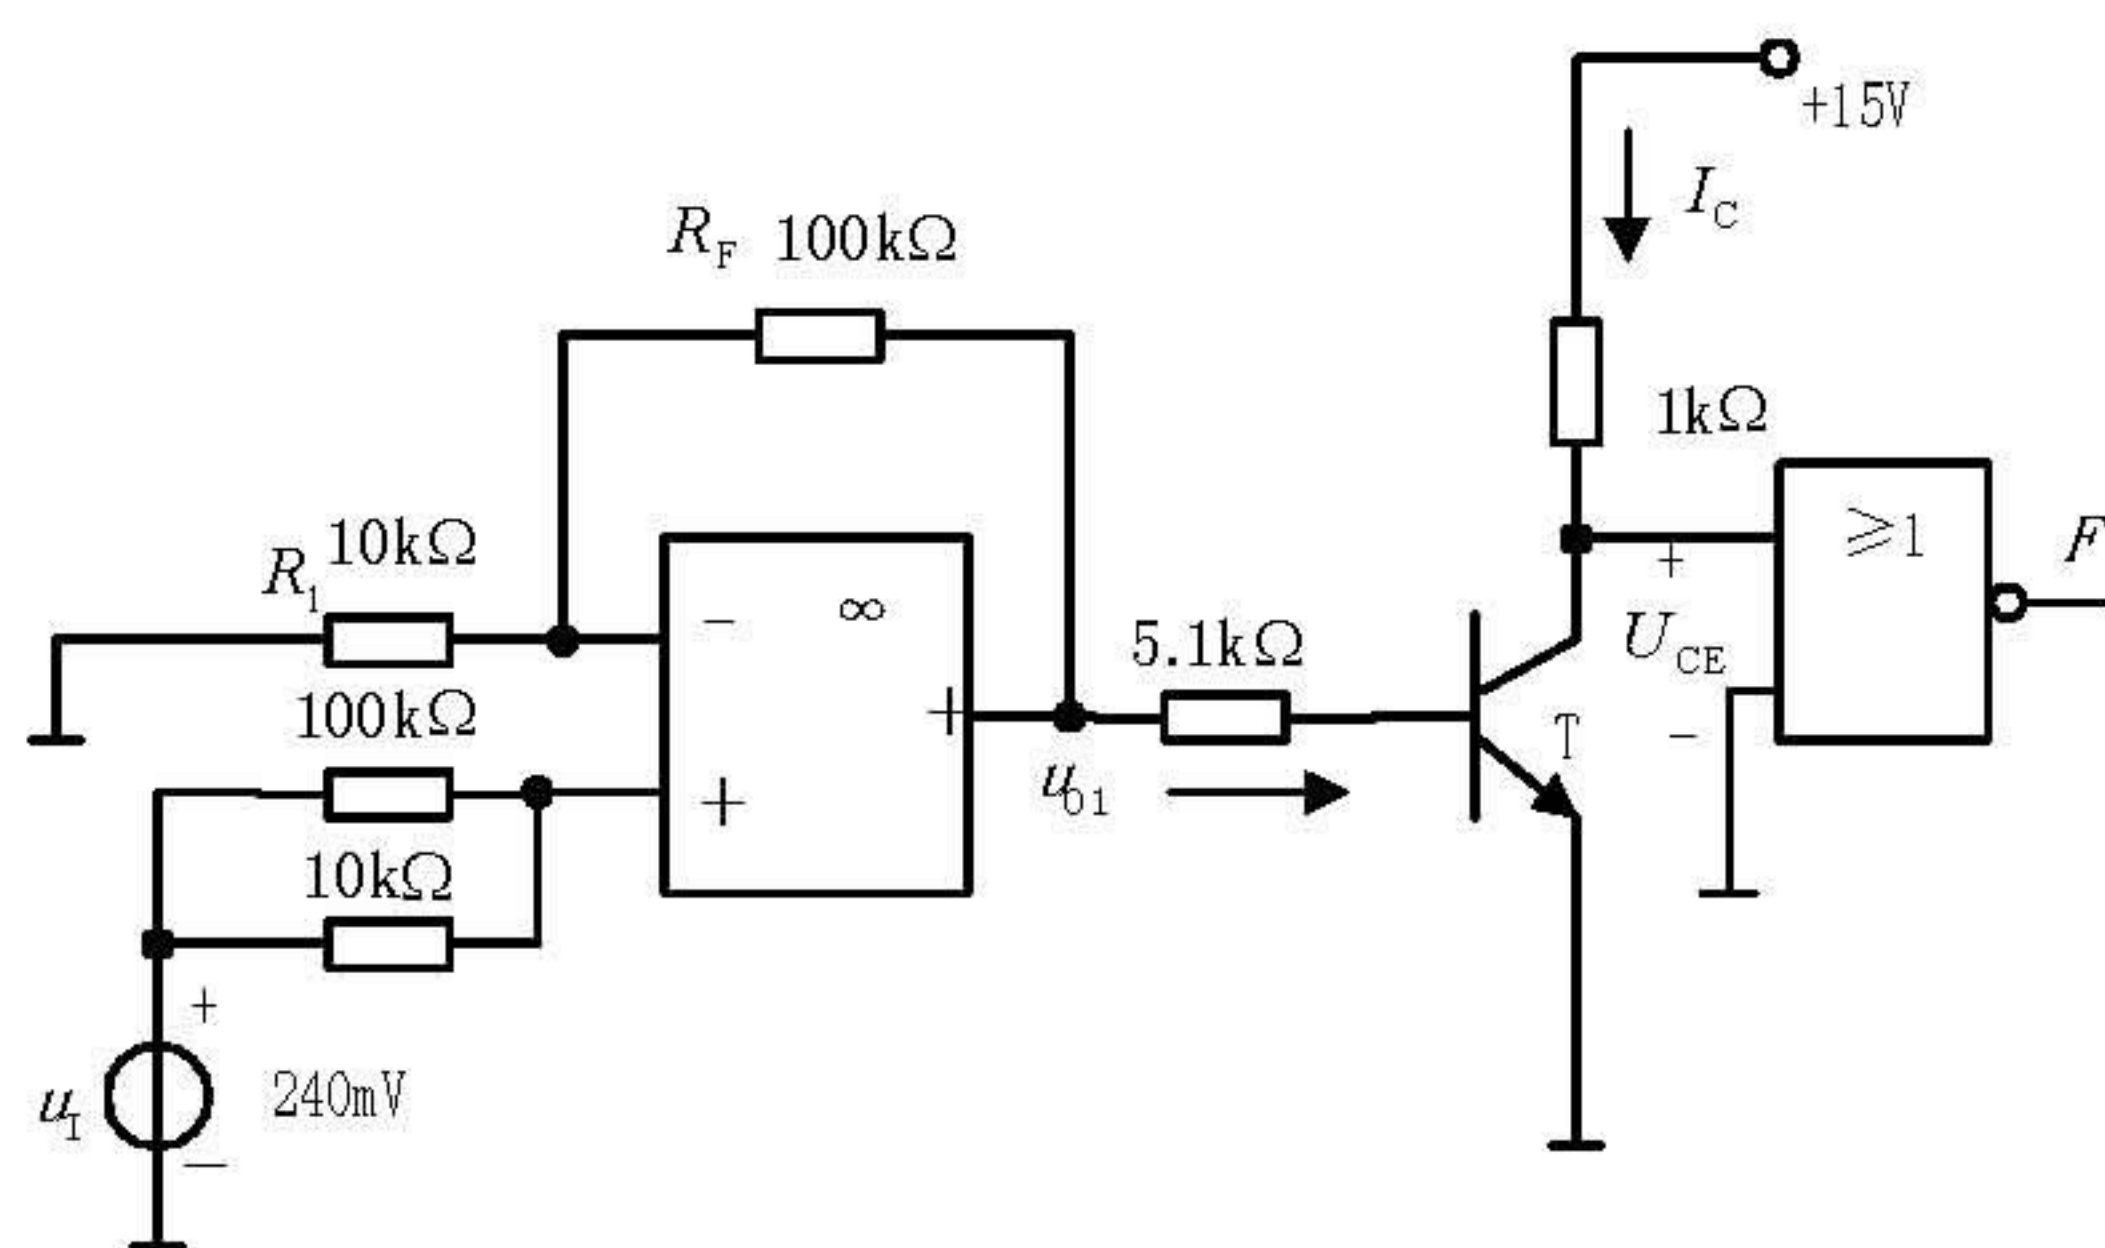 +15V
I_C
R_F 100kΩ
1kΩ
R_1 10kΩ
- ∞
≥1
F
+
100kΩ
5.1kΩ
U_CE
+
T
-
+
u_o1
10kΩ
+
u_I 240mV
-